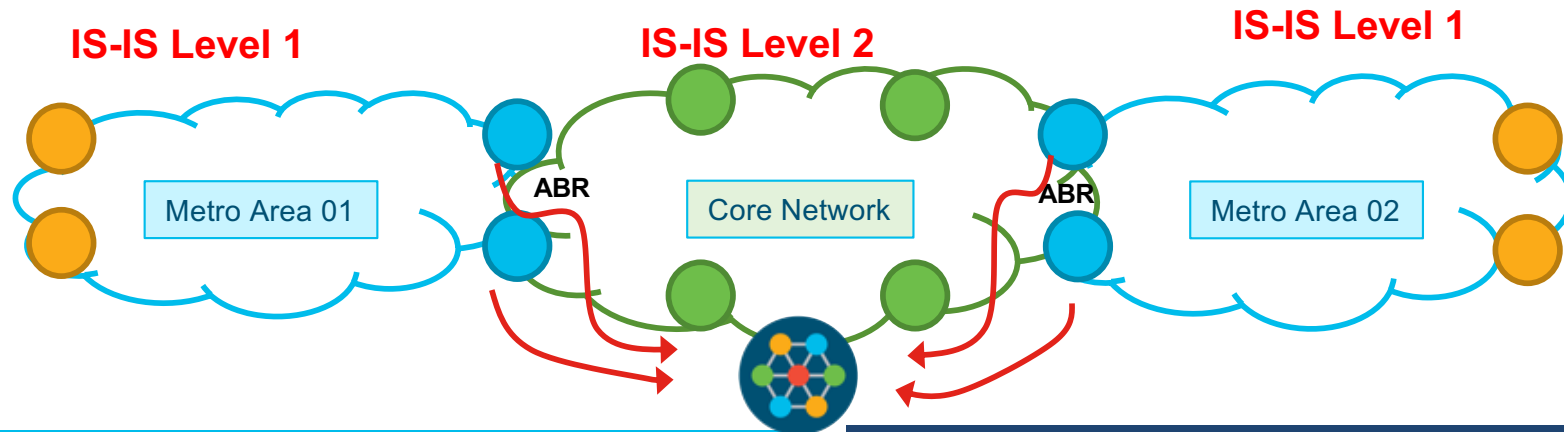 IS-IS Level 1
IS-IS Level 2
IS-IS Level 1
ABR
ABR
Metro Area 01
Core Network
Metro Area 02